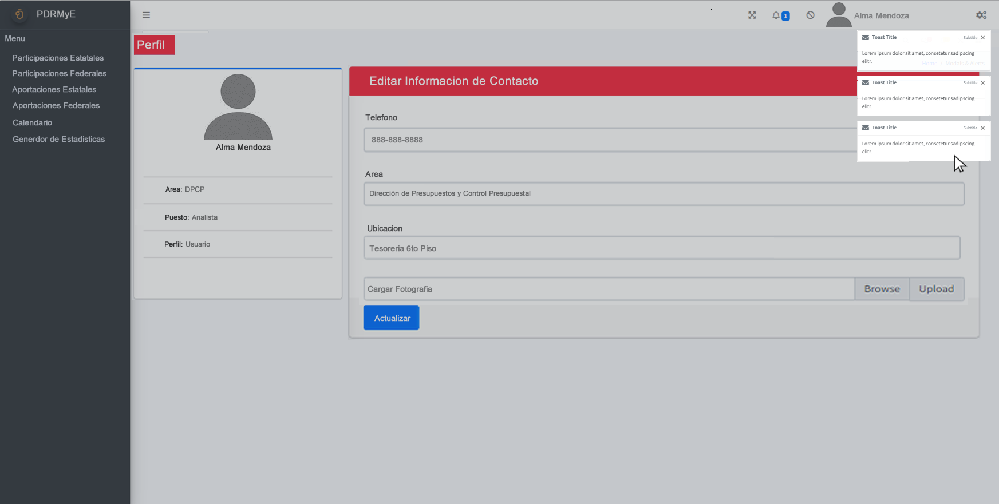 PDRMyE
1
Alma Mendoza
Menu
Participaciones Estatales
Participaciones Federales
Aportaciones Estatales
Aportaciones Federales
Calendario
Generdor de Estadisticas
Perfil
Alma Mendoza
Area: DPCP
Puesto: Analista
Perfil: Usuario
Editar Informacion de Contacto
Telefono
888-888-8888
Area
Dirección de Presupuestos y Control Presupuestal
Ubicacion
Tesoreria 6to Piso
Cargar Fotografia
Browse
Upload
Actualizar
Toast Title
Subtitle
Lorem ipsum dolor sit amet, consetetur sadipscing
elitr.
Home / Modals & Alerts
Toast Title
Subtitle
Lorem ipsum dolor sit amet, consetetur sadipscing
elitr.
Toast Title
Subtitle
Lorem ipsum dolor sit amet, consetetur sadipscing
elitr.